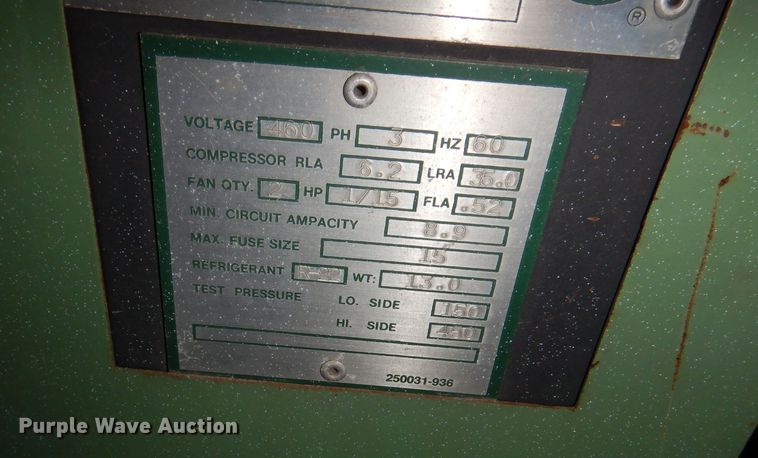 ®
VOLTAGE 460 PH 3 HZ 60
COMPRESSOR RLA 6.2 LRA 35.0
FAN QTY. 2 HP 1/15 FLA .52
MIN. CIRCUIT AMPACITY 8.9
MAX. FUSE SIZE 15
REFRIGERANT R-22 WT: 13.0
TEST PRESSURE LO. SIDE 150
HI. SIDE
250031-936
Purple Wave Auction